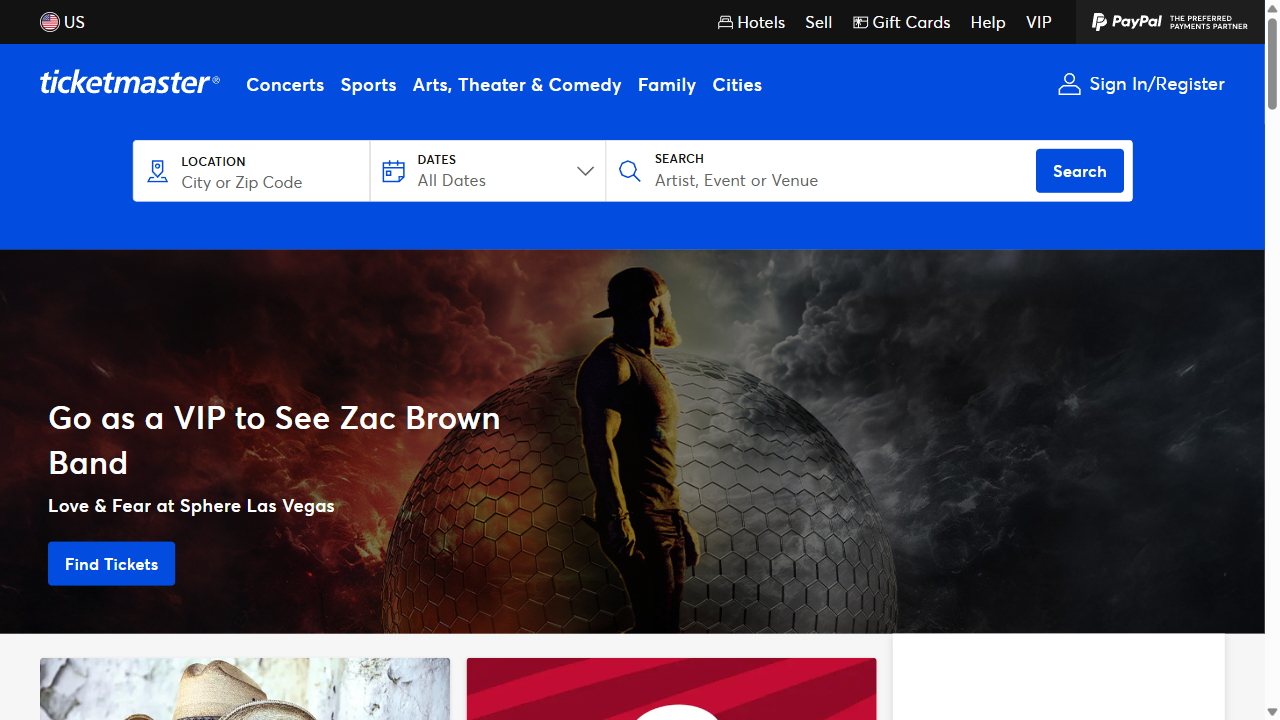 US
Hotels
Sell
Gift Cards
Help
VIP
PayPal
THE PREFERRED
PAYMENTS PARTNER
ticketmaster®
Concerts
Sports
Arts, Theater & Comedy
Family
Cities
Sign In/Register
LOCATION
City or Zip Code
DATES
All Dates
SEARCH
Artist, Event or Venue
Search
Go as a VIP to See Zac Brown
Band
Love & Fear at Sphere Las Vegas
Find Tickets